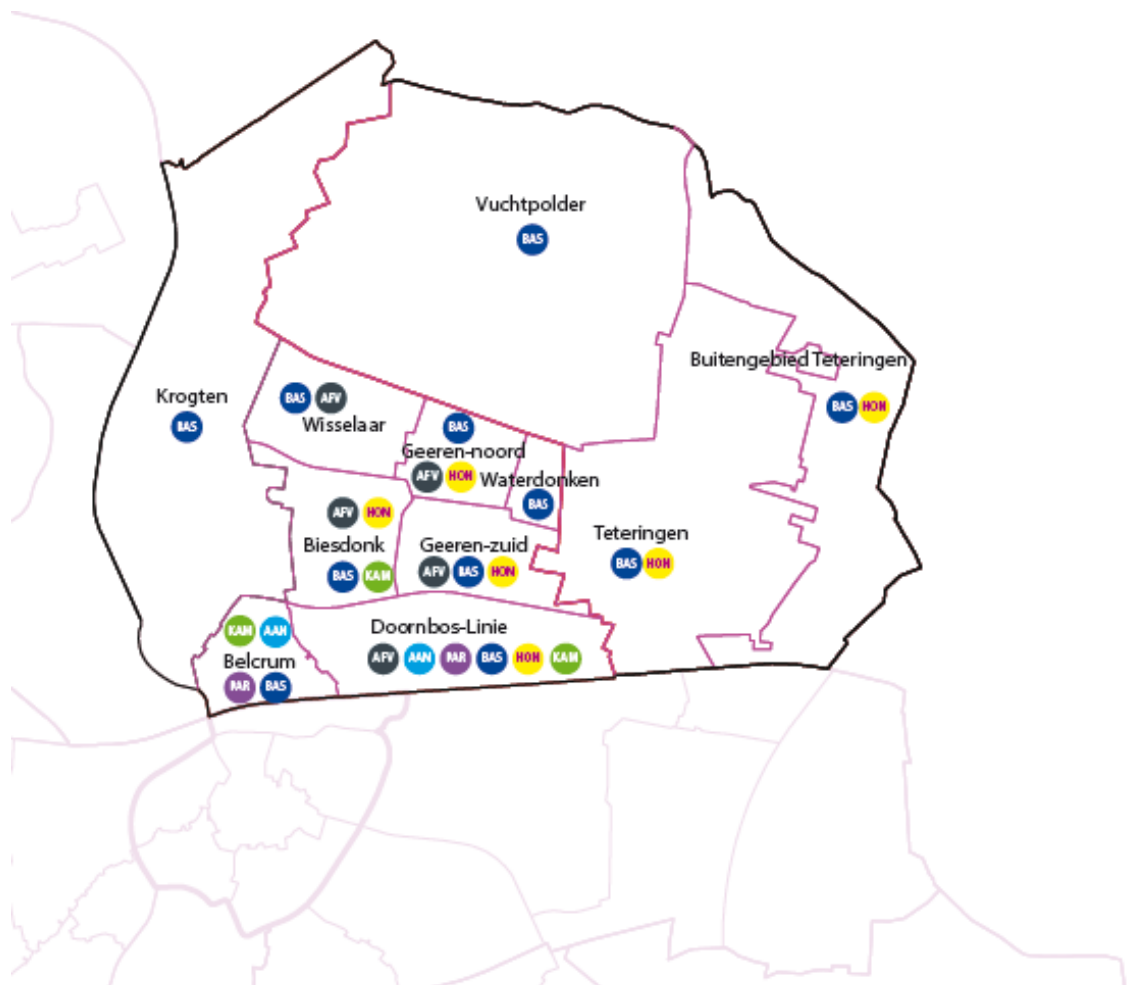 Vuchtpolder
BAS
Buitengebied Teteringen
BAS HON
Krogten
BAS
BAS AFV
Wisselaar
BAS
Geeren-noord
AFV HON
Waterdonken
BAS
AFV HON
Biesdonk
BAS KAM
Geeren-zuid
AFV BAS HON
Teteringen
BAS HON
KAM AAN
Belcrum
PAR BAS
Doornbos-Linie
AFV AAN PAR BAS HON KAM